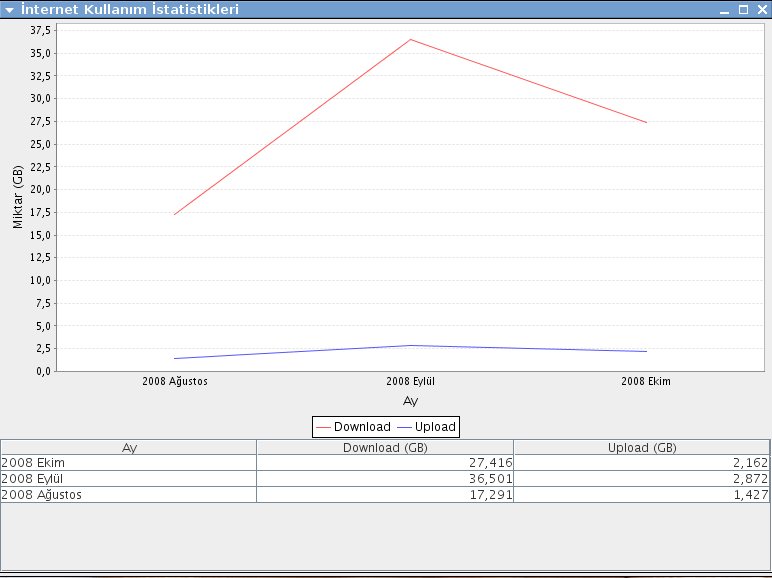 İnternet Kullanım İstatistikleri
37,5
35,0
32,5
30,0
27,5
25,0
22,5
20,0
17,5
15,0
12,5
10,0
7,5
5,0
2,5
0,0
Miktar (GB)
2008 Ağustos 2008 Eylül 2008 Ekim
Ay
Download Upload
Ay Download (GB) Upload (GB)
2008 Ekim 27,416 2,162
2008 Eylül 36,501 2,872
2008 Ağustos 17,291 1,427